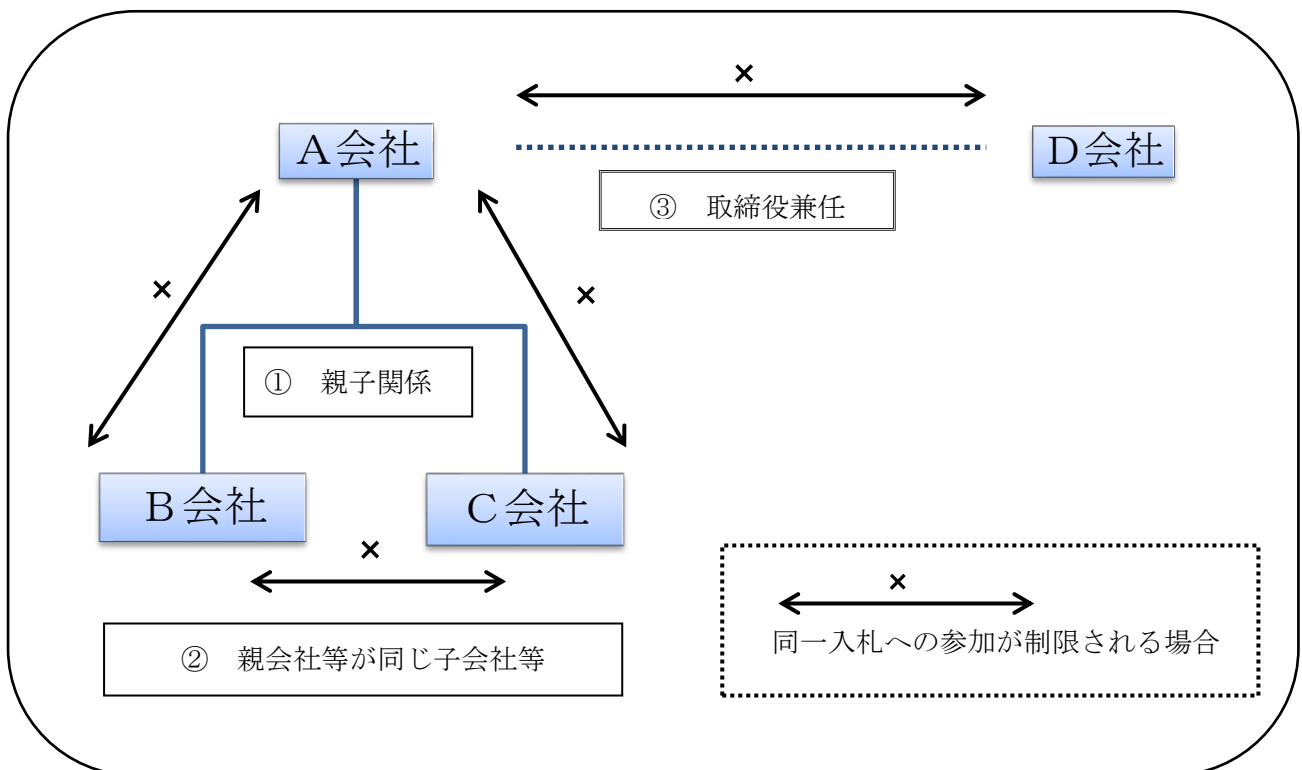 ×
A会社
D会社
③ 取締役兼任
×
×
① 親子関係
B会社
C会社
×
② 親会社等が同じ子会社等
×
同一入札への参加が制限される場合